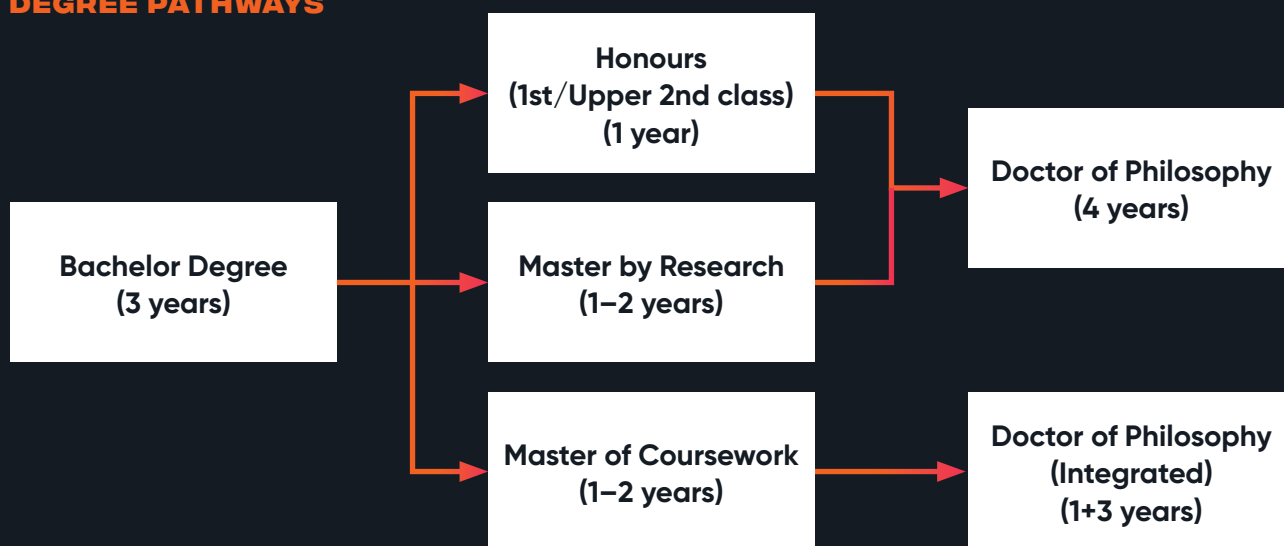 DEGREE PATHWAYS
Honours
(1st/Upper 2nd class)
(1 year)
Doctor of Philosophy
(4 years)
Bachelor Degree
(3 years)
Master by Research
(1–2 years)
Master of Coursework
(1–2 years)
Doctor of Philosophy
(Integrated)
(1+3 years)